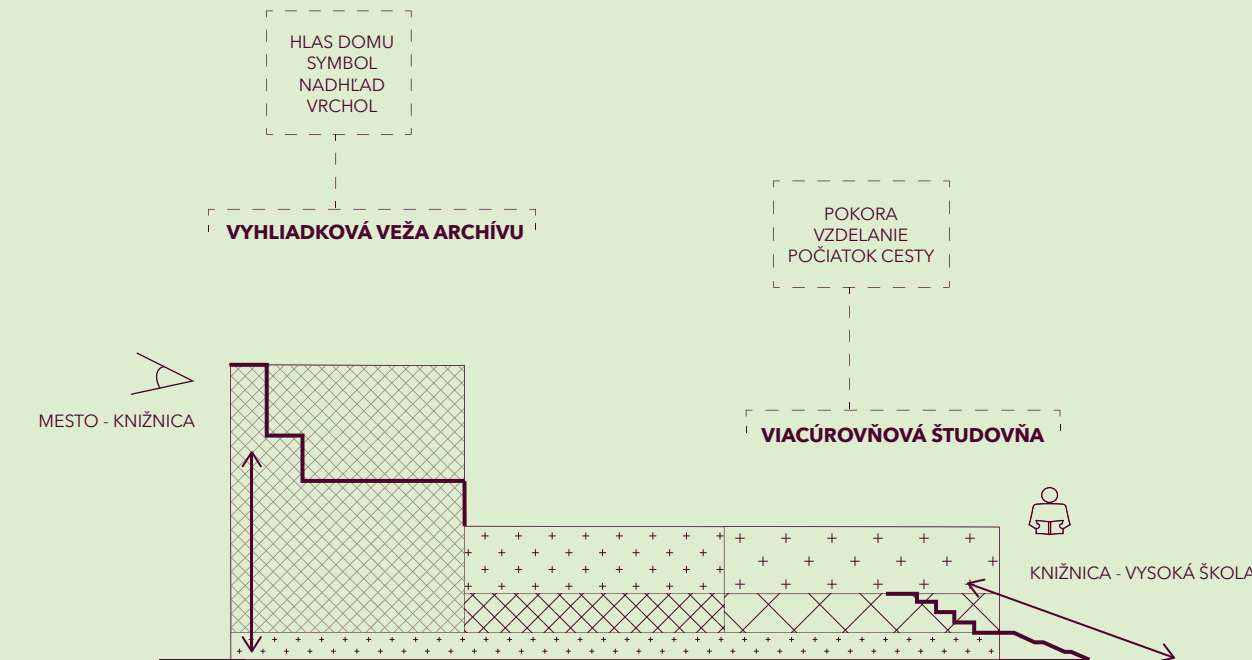 HLAS DOMU
SYMBOL
NADHĽAD
VRCHOL
VYHLIADKOVÁ VEŽA ARCHÍVU
POKORA
VZDELANIE
POČIATOK CESTY
MESTO - KNIŽNICA
VIACÚROVŇOVÁ ŠTUDOVŇA
KNIŽNICA - VYSOKÁ ŠKOLA